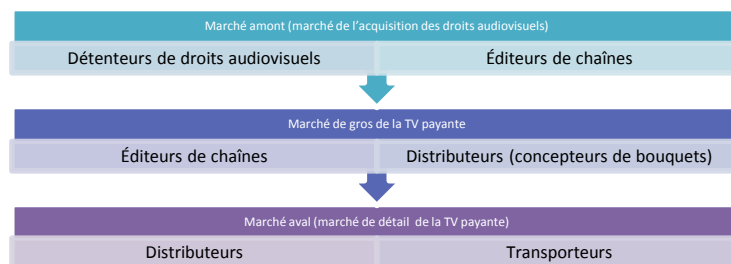 Marché amont (marché de l'acquisition des droits audiovisuels)
Détenteurs de droits audiovisuels
Éditeurs de chaînes
Marché de gros de la TV payante
Éditeurs de chaînes
Distributeurs (concepteurs de bouquets)
Marché aval (marché de détail de la TV payante)
Distributeurs
Transporteurs